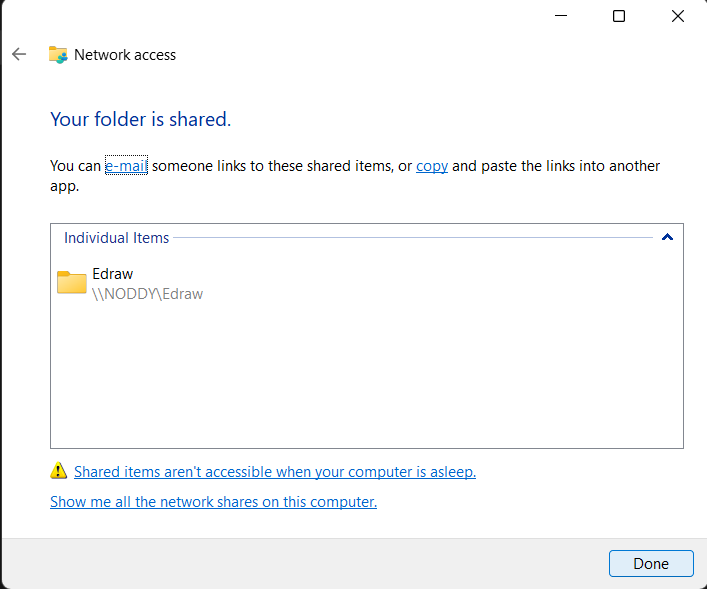 Network access
Your folder is shared.
You can e-mail someone links to these shared items, or copy and paste the links into another
app.
Individual Items
Edraw
\\NODDY\Edraw
Shared items aren't accessible when your computer is asleep.
Show me all the network shares on this computer.
Done